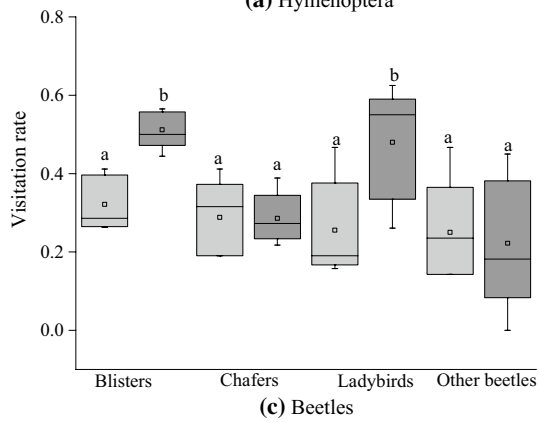 (a) Hymenoptera
0.8
0.6
0.4
0.2
0.0
Visitation rate
a b a a a b a a
Blisters Chafers Ladybirds Other beetles
(c) Beetles